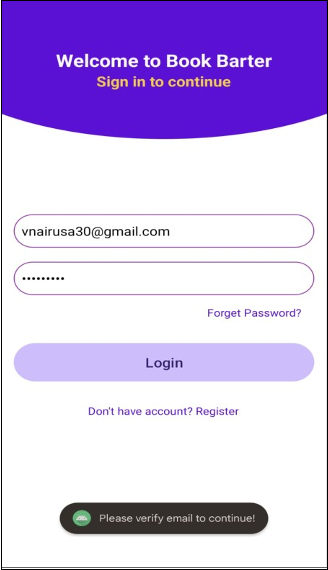 Welcome to Book Barter
Sign in to continue
vnairusa30@gmail.com
•••••••••
Forget Password?
Login
Don't have account? Register
Please verify email to continue!